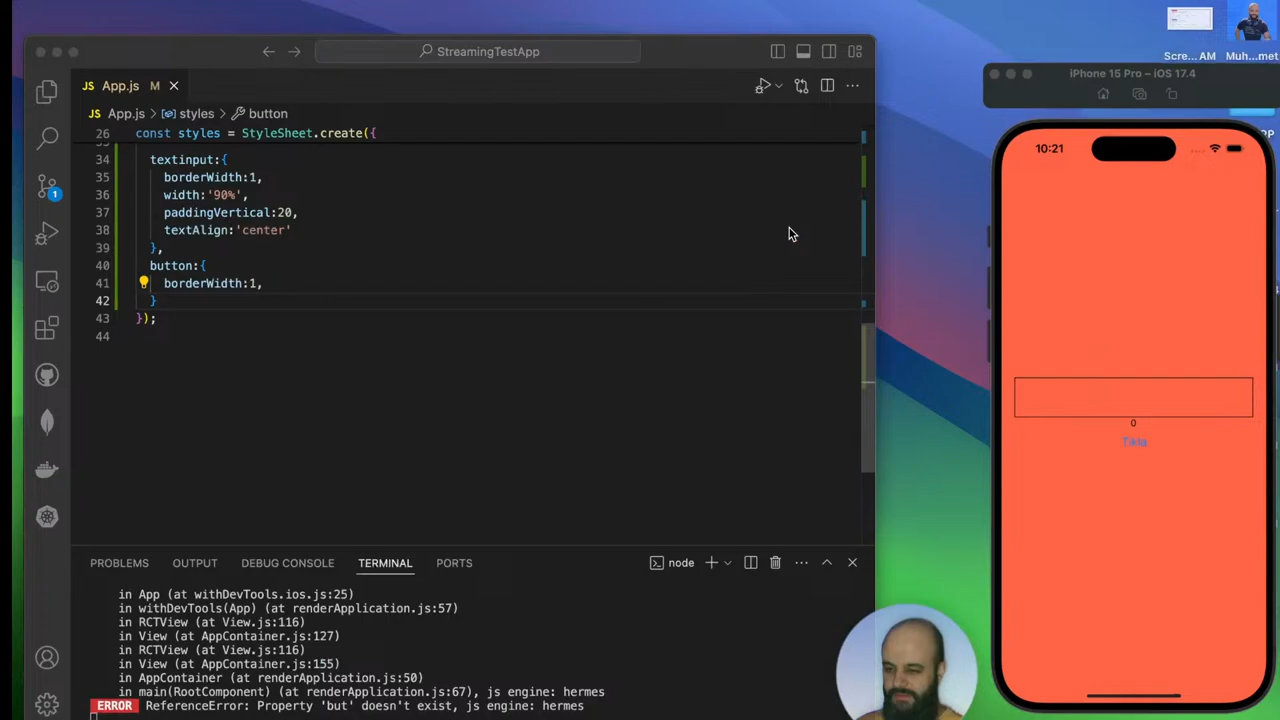 StreamingTestApp
Scre... AM
Muh...met
JS App.js M
iPhone 15 Pro – iOS 17.4
JS App.js > styles > button
26 const styles = StyleSheet.create({
34 textinput:{
35 borderWidth:1,
36 width:'90%',
37 paddingVertical:20,
38 textAlign:'center'
39 },
40 button:{
41 borderWidth:1,
42 }
43 });
44
1
10:21
0
Tıkla
PROBLEMS OUTPUT DEBUG CONSOLE TERMINAL PORTS
node
in App (at withDevTools.ios.js:25)
in withDevTools(App) (at renderApplication.js:57)
in RCTView (at View.js:116)
in View (at AppContainer.js:127)
in RCTView (at View.js:116)
in View (at AppContainer.js:155)
in AppContainer (at renderApplication.js:50)
in main(RootComponent) (at renderApplication.js:67), js engine: hermes
ERROR ReferenceError: Property 'but' doesn't exist, js engine: hermes